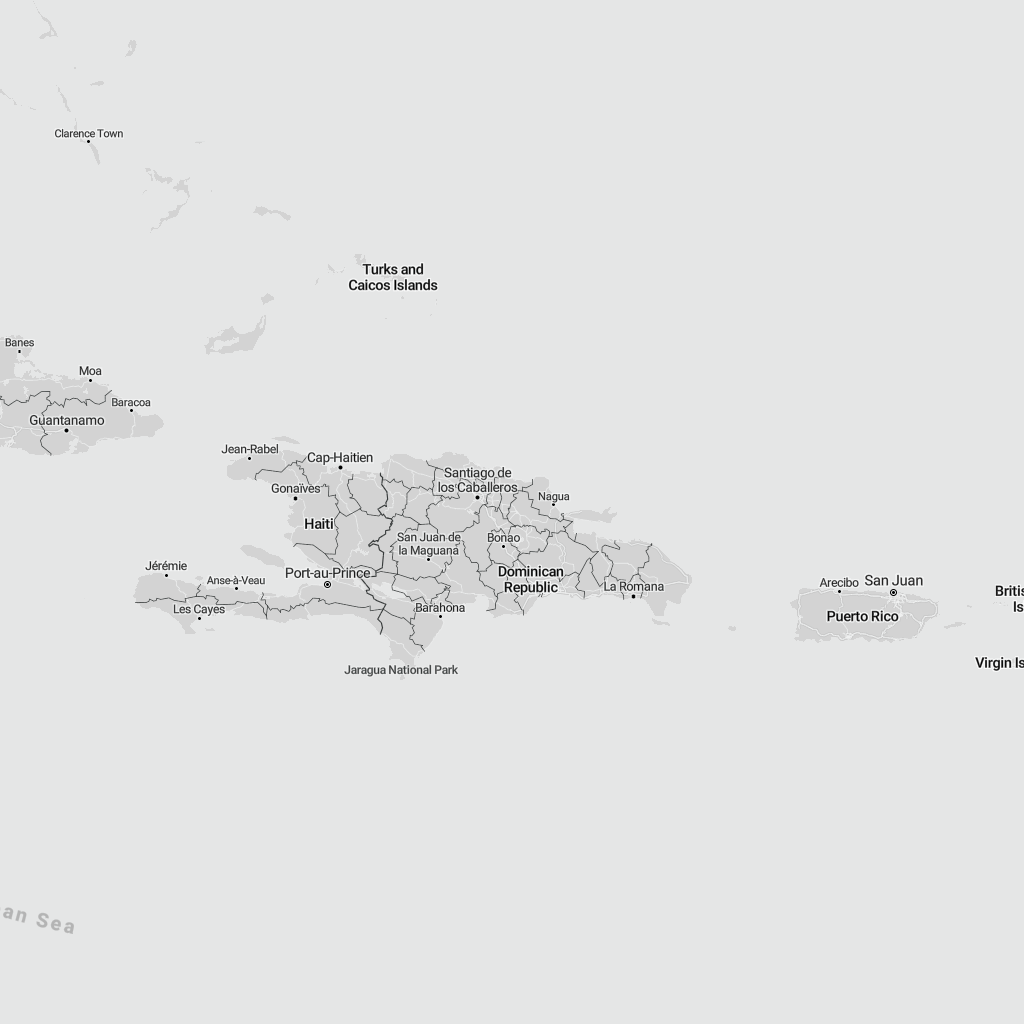 Clarence Town
Turks and
Caicos Islands
Banes
Moa
Baracoa
Guantanamo
Jean-Rabel
Cap-Haitien
Santiago de
los Caballeros
Gonaïves
Nagua
Haiti
San Juan de
la Maguana
Bonao
Jérémie
Port-au-Prince
Anse-à-Veau
Dominican
Republic
La Romana
Arecibo
San Juan
Les Cayes
Barahona
Puerto Rico
Britis
Is
Virgin Is
Jaragua National Park
an Sea